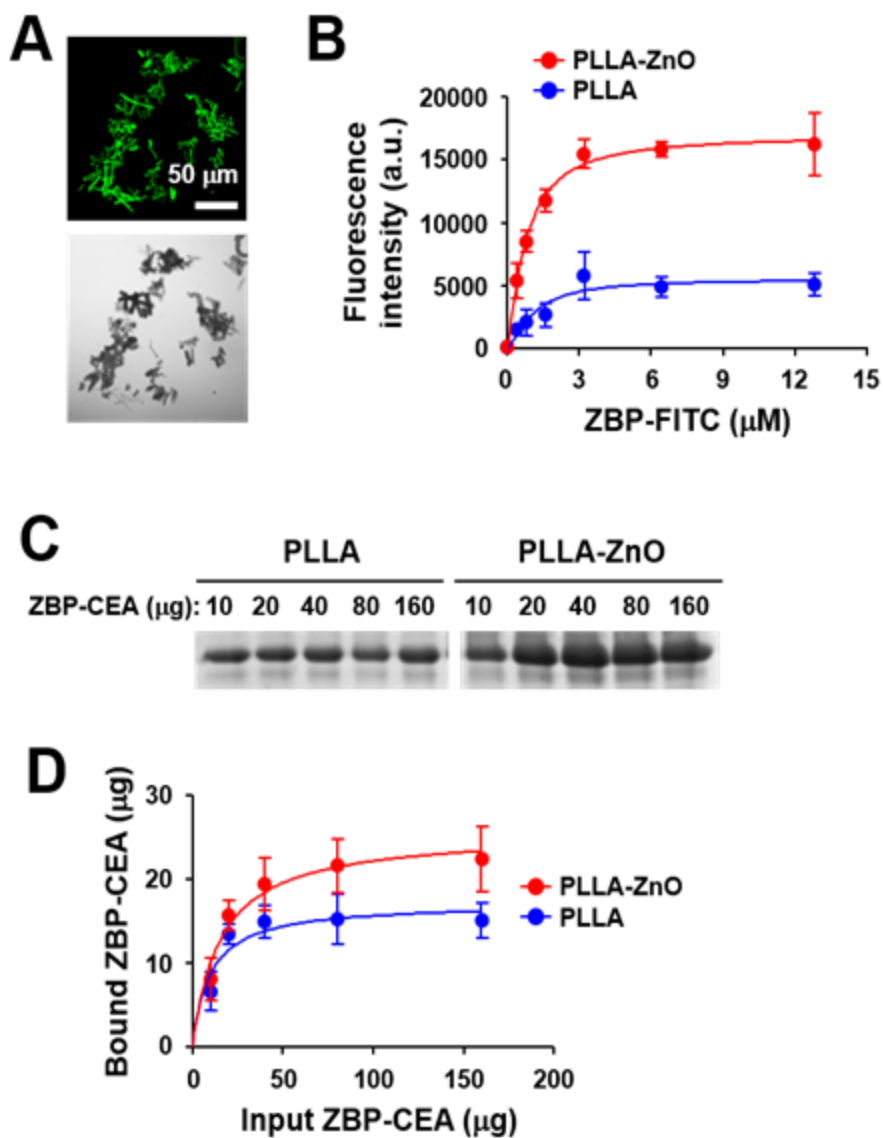 A
50 μm
B
PLLA-ZnO
PLLA
Fluorescence
intensity (a.u.)
20000
15000
10000
5000
0
0 3 6 9 12 15
ZBP-FITC (μM)
C
PLLA PLLA-ZnO
ZBP-CEA (μg): 10 20 40 80 160 10 20 40 80 160
D
Bound ZBP-CEA (μg)
30
20
10
0
0 50 100 150 200
Input ZBP-CEA (μg)
PLLA-ZnO
PLLA